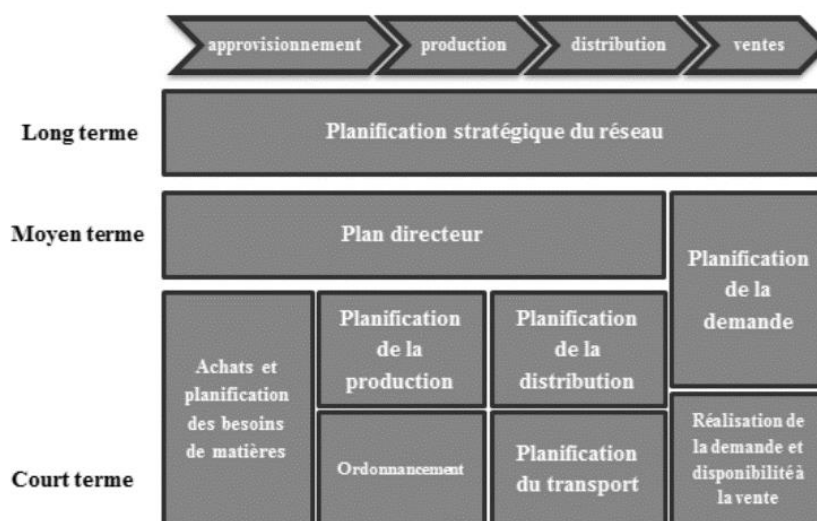 approvisionnement
production
distribution
ventes
Long terme
Planification stratégique du réseau
Moyen terme
Plan directeur
Planification
de la
demande
Achats et
planification
des besoins
de matières
Planification
de la
production
Planification
de la
distribution
Court terme
Ordonnancement
Planification
du transport
Réalisation de
la demande et
disponibilité à
la vente